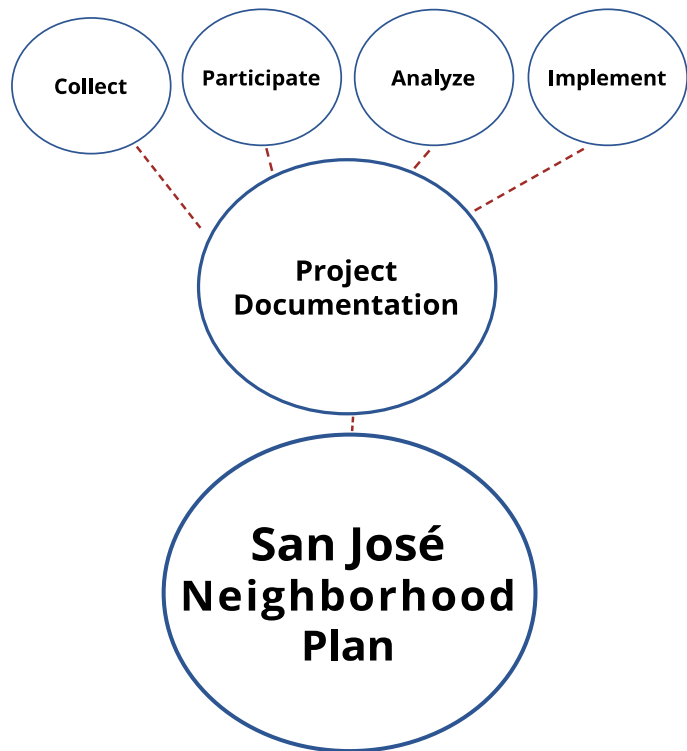 Collect
Participate
Analyze
Implement
Project
Documentation
San José
Neighborhood
Plan